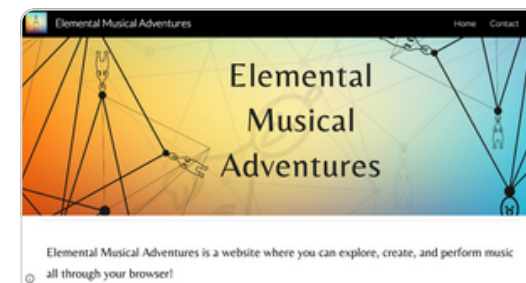 Elemental Musical Adventures
Home Contact
Elemental
Musical
Adventures
Elemental Musical Adventures is a website where you can explore, create, and perform music
all through your browser!